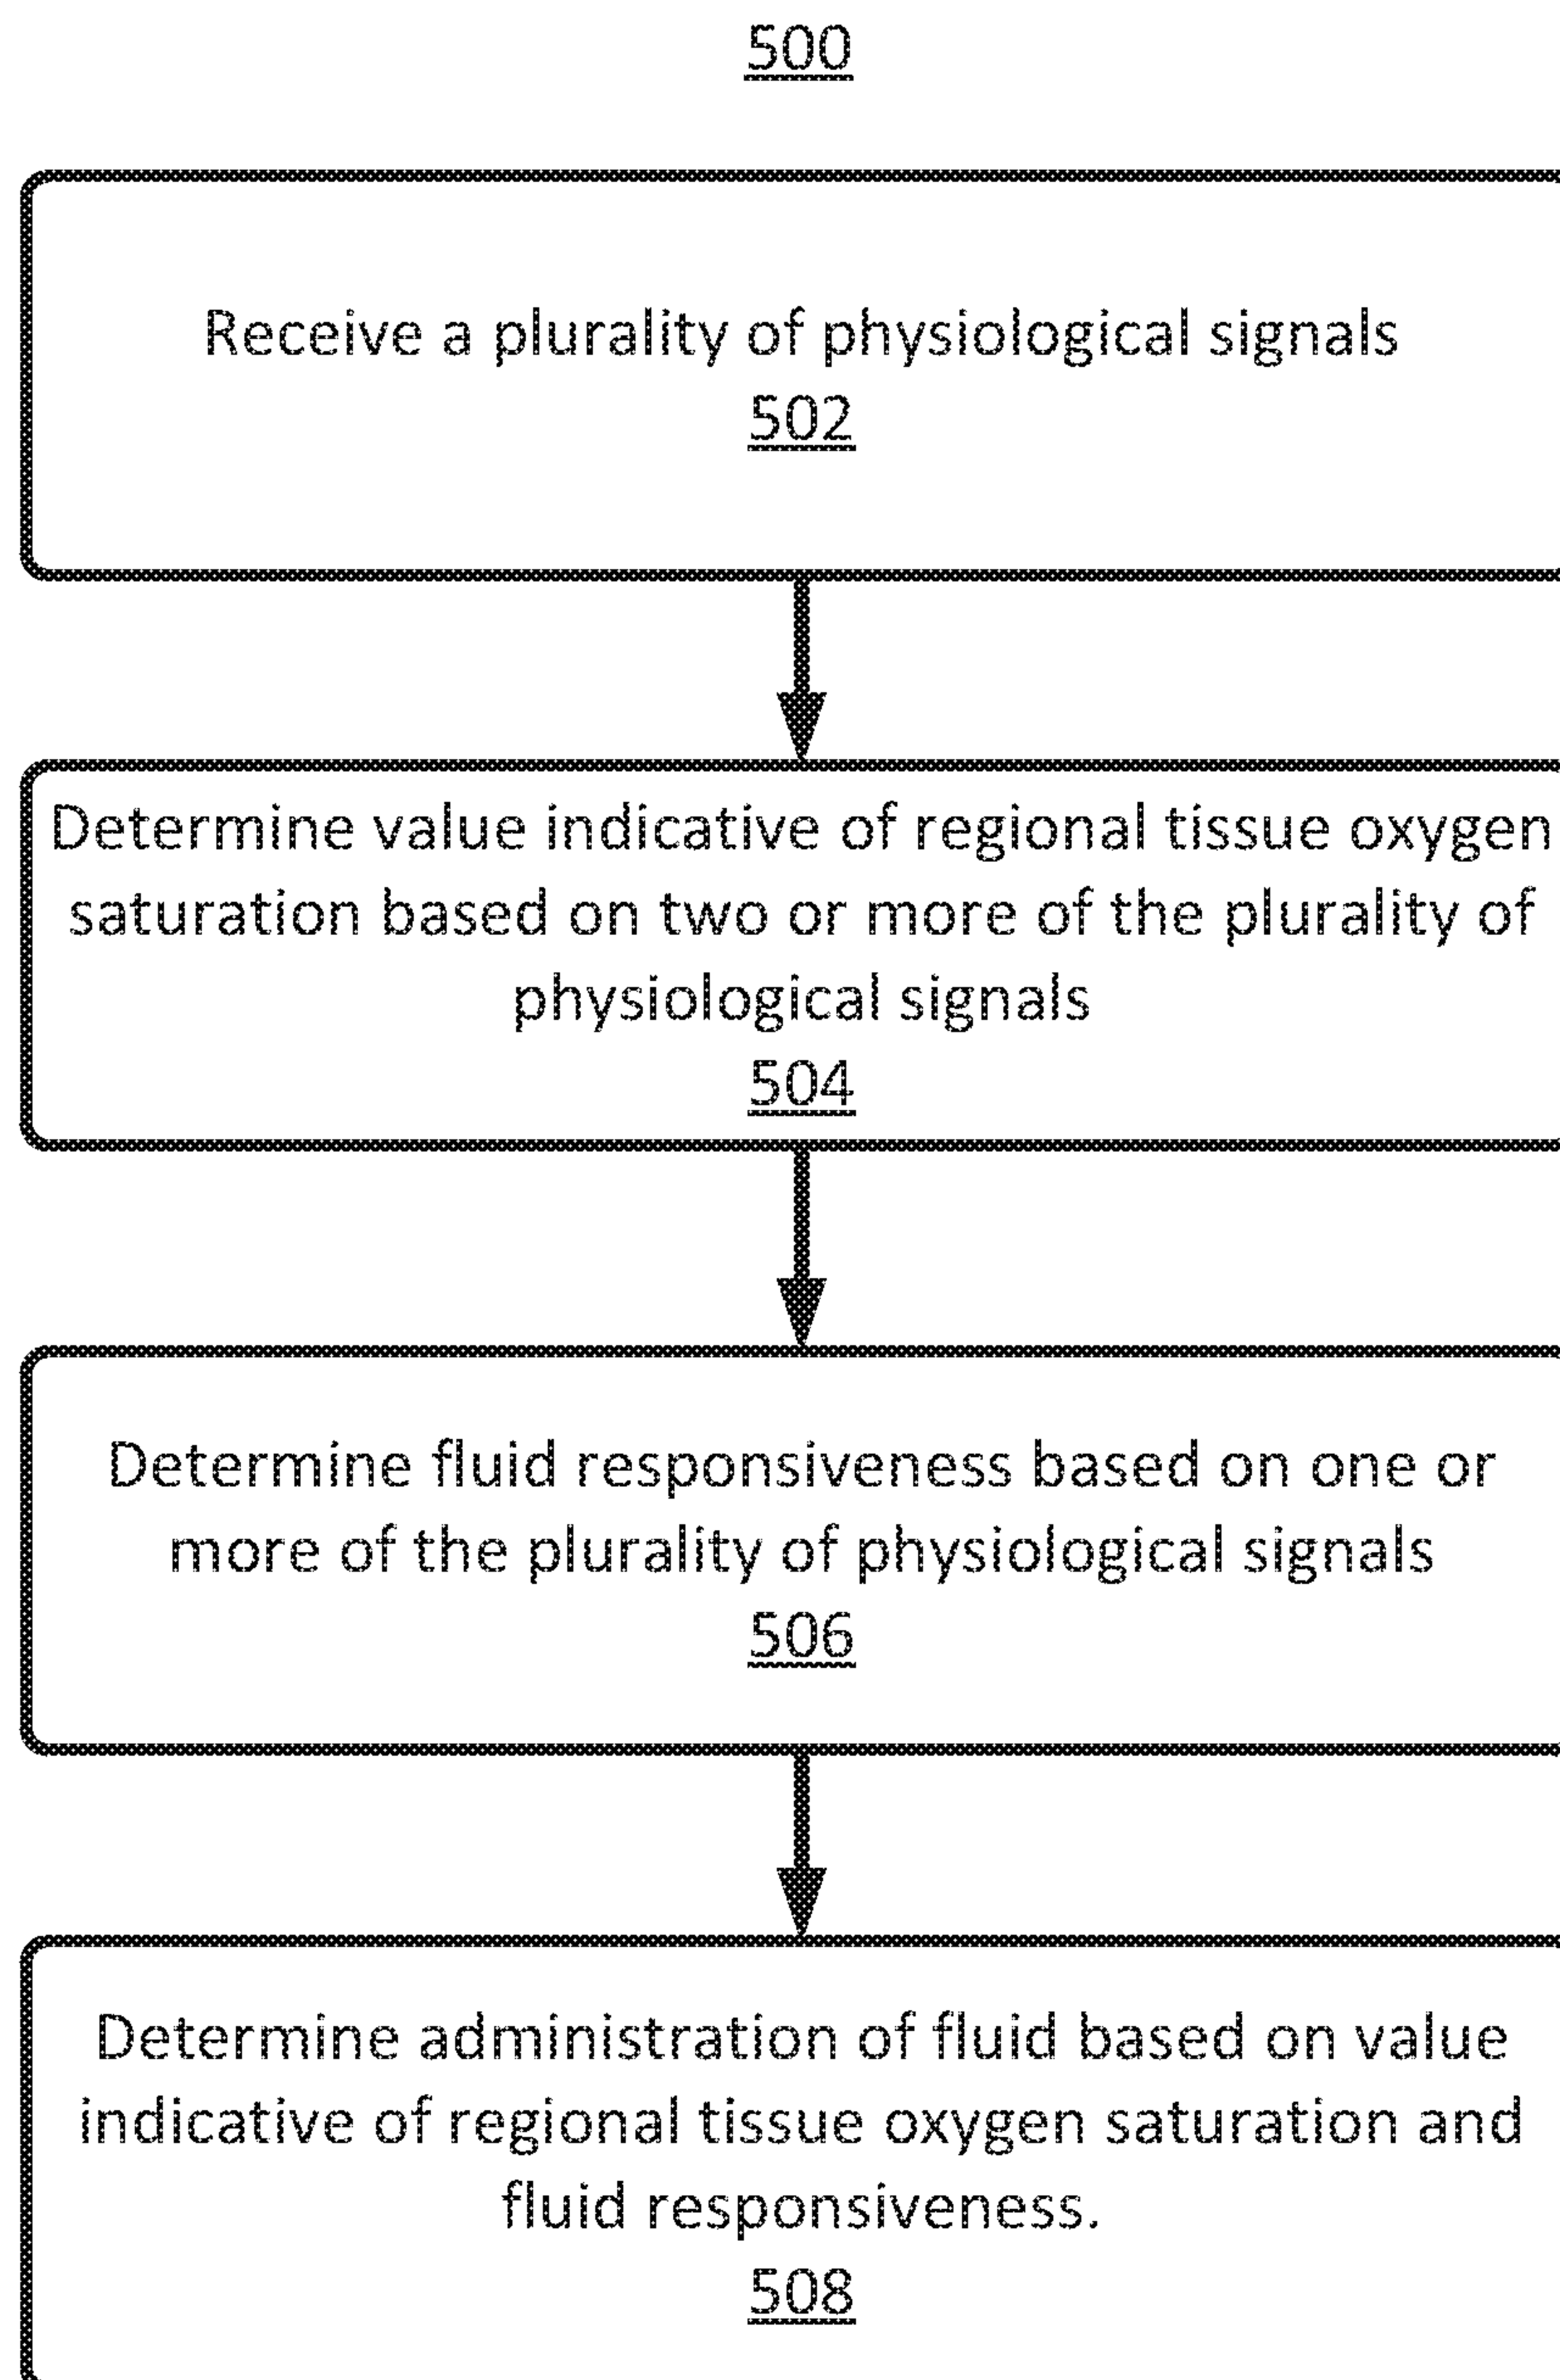 500
Receive a plurality of physiological signals
502
Determine value indicative of regional tissue oxygen
saturation based on two or more of the plurality of
physiological signals
504
Determine fluid responsiveness based on one or
more of the plurality of physiological signals
506
Determine administration of fluid based on value
indicative of regional tissue oxygen saturation and
fluid responsiveness.
508